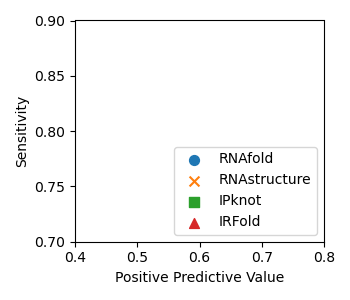 0.90
0.85
0.80
0.75
0.70
Sensitivity
RNAfold
RNAstructure
IPknot
IRFold
0.4 0.5 0.6 0.7 0.8
Positive Predictive Value